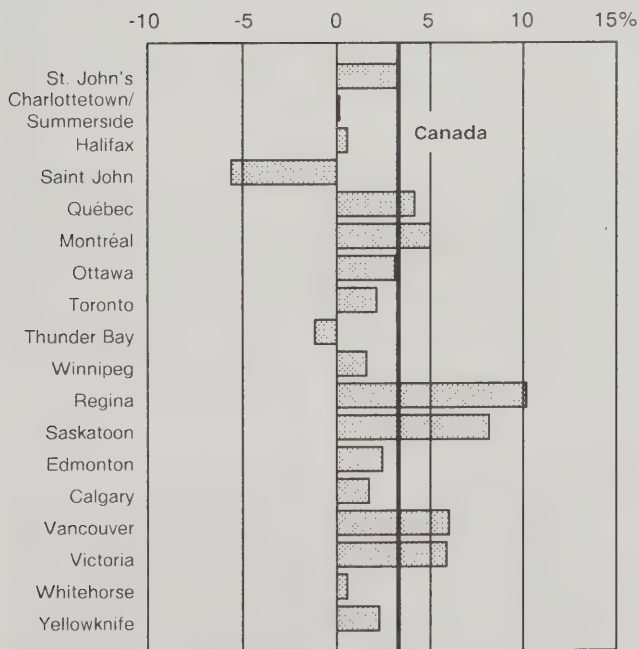 -10 -5 0 5 10 15%
St. John's
Charlottetown/
Summerside
Halifax
Canada
Saint John
Québec
Montréal
Ottawa
Toronto
Thunder Bay
Winnipeg
Regina
Saskatoon
Edmonton
Calgary
Vancouver
Victoria
Whitehorse
Yellowknife